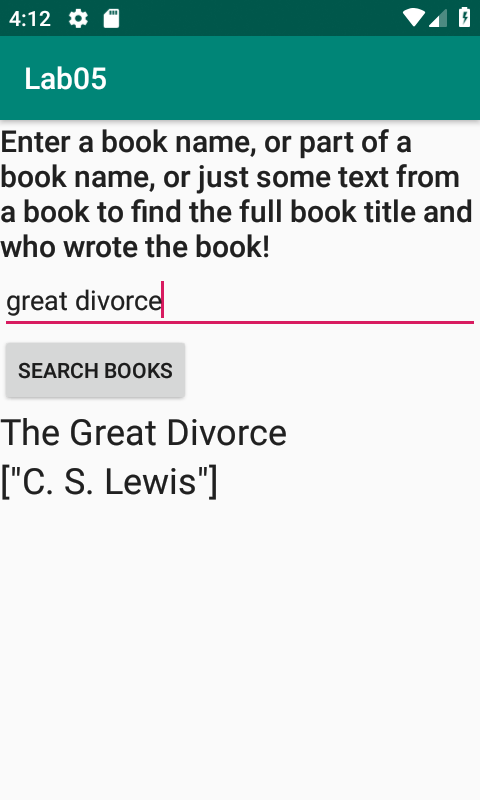 4:12
Lab05
Enter a book name, or part of a
book name, or just some text from
a book to find the full book title and
who wrote the book!
great divorce
SEARCH BOOKS
The Great Divorce
["C. S. Lewis"]